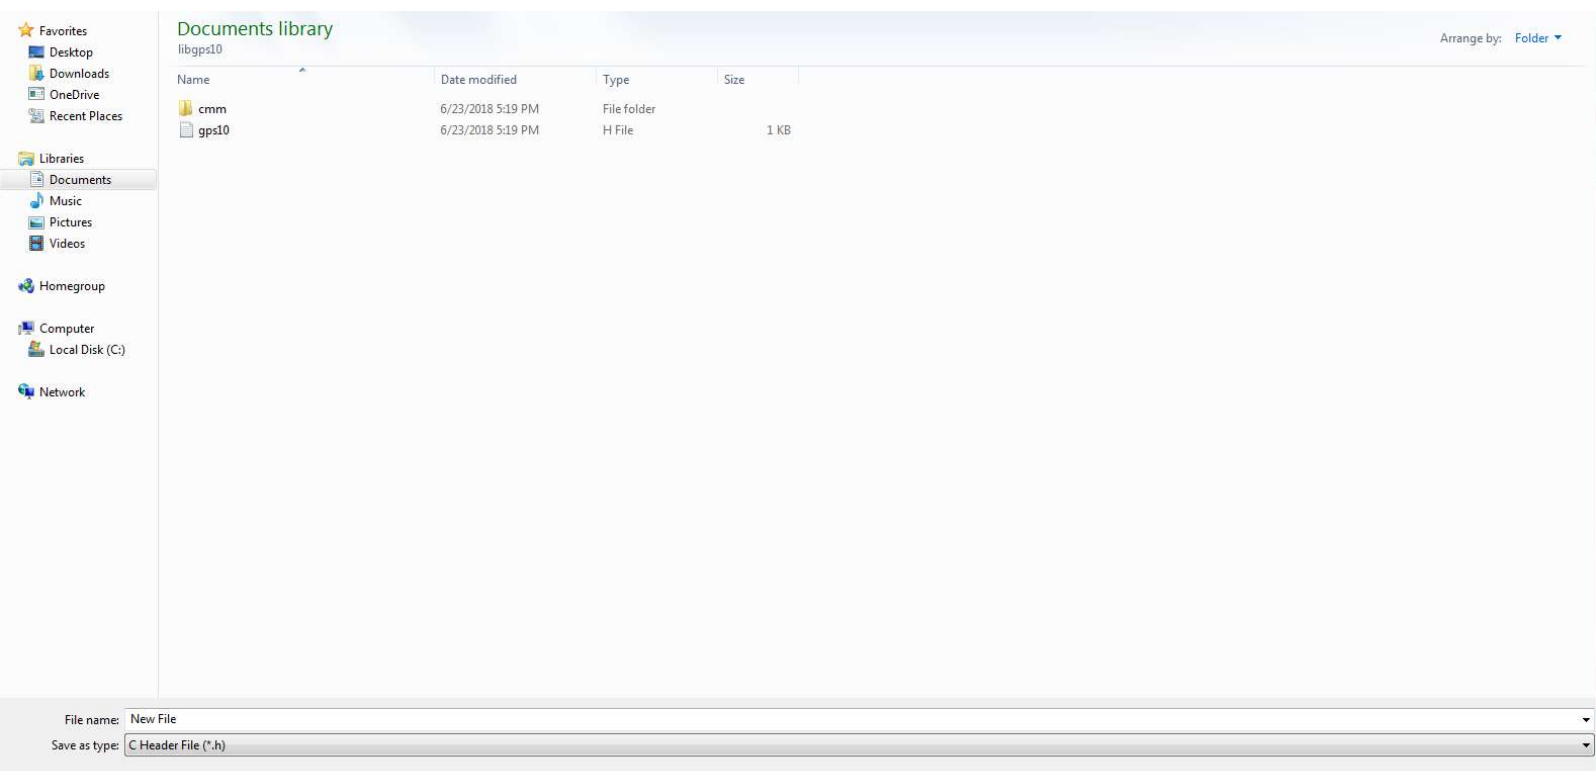 Favorites
Desktop
Downloads
OneDrive
Recent Places
Libraries
Documents
Music
Pictures
Videos
Homegroup
Computer
Local Disk (C:)
Network
Documents library
libgps10
Arrange by: Folder
Name Date modified Type Size
cmm 6/23/2018 5:19 PM File folder
gps10 6/23/2018 5:19 PM H File 1 KB
File name: New File
Save as type: C Header File (*.h)